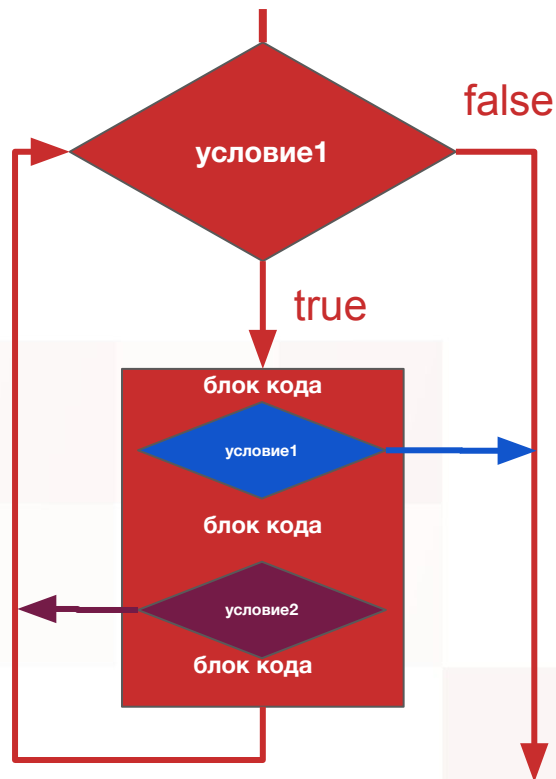 false
условие1
true
блок кода
условие1
блок кода
условие2
блок кода